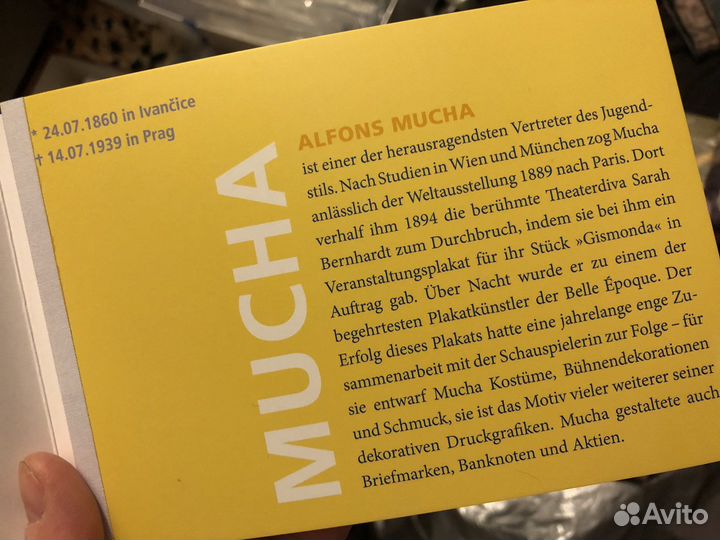 * 24.07.1860 in Ivančice
† 14.07.1939 in Prag
MUCHA
ALFONS MUCHA
ist einer der herausragendsten Vertreter des Jugend-
stils. Nach Studien in Wien und München zog Mucha
anlässlich der Weltausstellung 1889 nach Paris. Dort
verhalf ihm 1894 die berühmte Theaterdiva Sarah
Bernhardt zum Durchbruch, indem sie bei ihm ein
Veranstaltungsplakat für ihr Stück »Gismonda« in
Auftrag gab. Über Nacht wurde er zu einem der
begehrtesten Plakatkünstler der Belle Époque. Der
Erfolg dieses Plakats hatte eine jahrelange enge Zu-
sammenarbeit mit der Schauspielerin zur Folge – für
sie entwarf Mucha Kostüme, Bühnendekorationen
und Schmuck, sie ist das Motiv vieler weiterer seiner
dekorativen Druckgrafiken. Mucha gestaltete auch
Briefmarken, Banknoten und Aktien.
Avito